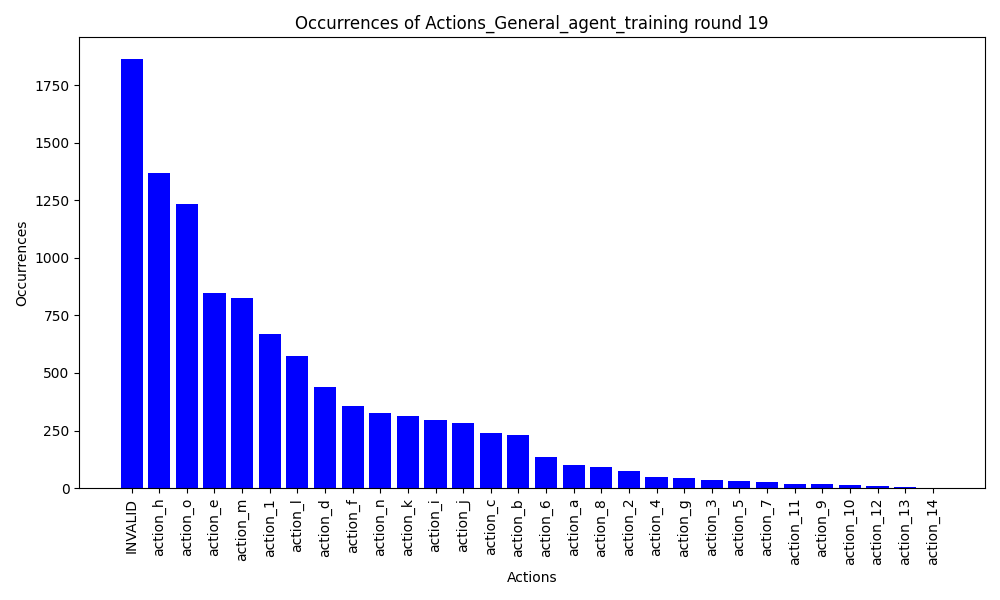 Occurrences of Actions_General_agent_training round 19
Occurrences
1750
1500
1250
1000
750
500
250
0
INVALID
action_h
action_o
action_e
action_m
action_1
action_l
action_d
action_f
action_n
action_k
action_i
action_j
action_c
action_b
action_6
action_a
action_8
action_2
action_4
action_g
action_3
action_5
action_7
action_11
action_9
action_10
action_12
action_13
action_14
Actions